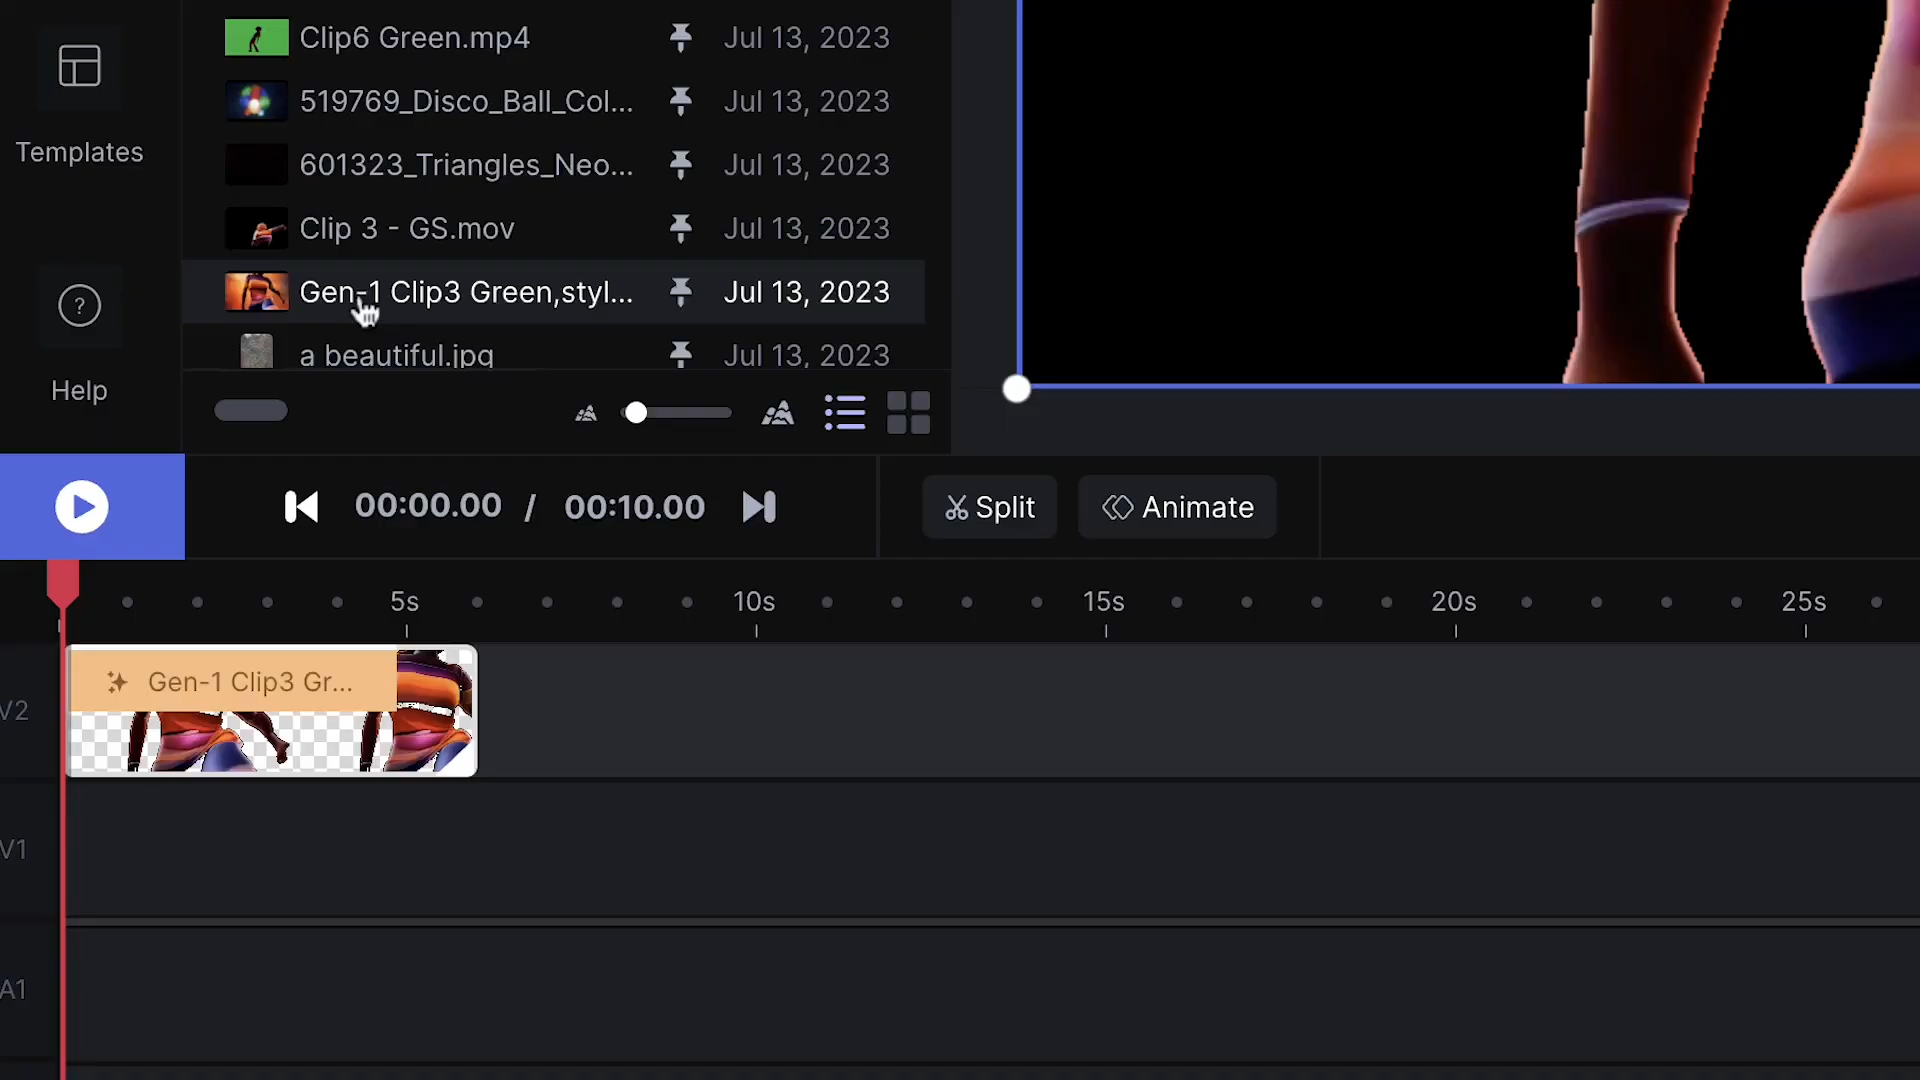 Clip6 Green.mp4 Jul 13, 2023
519769_Disco_Ball_Col... Jul 13, 2023
Templates
601323_Triangles_Neo... Jul 13, 2023
Clip 3 - GS.mov Jul 13, 2023
Gen-1 Clip3 Green,styl... Jul 13, 2023
a beautiful.jpg Jul 13, 2023
Help
00:00.00 / 00:10.00 Split Animate
5s 10s 15s 20s 25s
Gen-1 Clip3 Gr...
V2
V1
A1